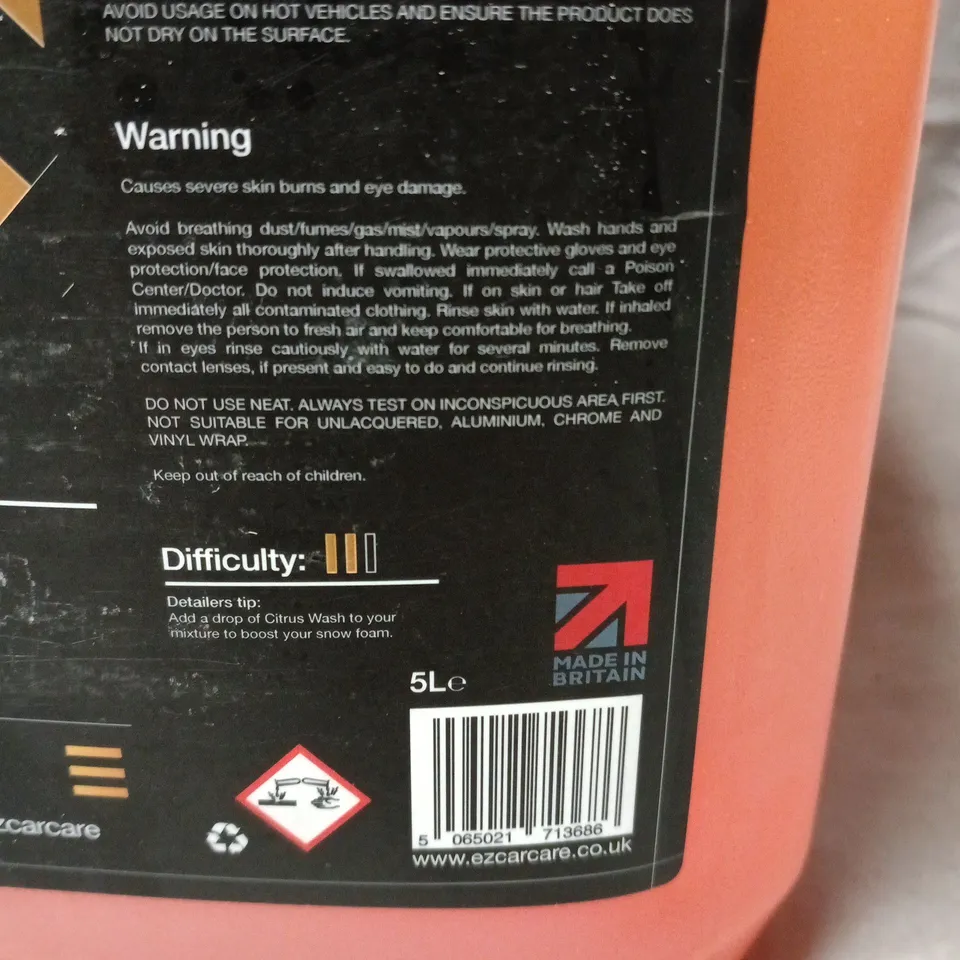 AVOID USAGE ON HOT VEHICLES AND ENSURE THE PRODUCT DOES
NOT DRY ON THE SURFACE.
Warning
Causes severe skin burns and eye damage.
Avoid breathing dust/fumes/gas/mist/vapours/spray. Wash hands and
exposed skin thoroughly after handling. Wear protective gloves and eye
protection/face protection. If swallowed immediately call a Poison
Center/Doctor. Do not induce vomiting. If on skin or hair Take off
immediately all contaminated clothing. Rinse skin with water. If inhaled
remove the person to fresh air and keep comfortable for breathing.
If in eyes rinse cautiously with water for several minutes. Remove
contact lenses, if present and easy to do and continue rinsing.
DO NOT USE NEAT. ALWAYS TEST ON INCONSPICUOUS AREA FIRST.
NOT SUITABLE FOR UNLACQUERED, ALUMINIUM, CHROME AND
VINYL WRAP.
Keep out of reach of children.
Difficulty:
Detailers tip:
Add a drop of Citrus Wash to your
mixture to boost your snow foam.
MADE IN
BRITAIN
5L℮
5 065021 713686
zcarcare
www.ezcarcare.co.uk